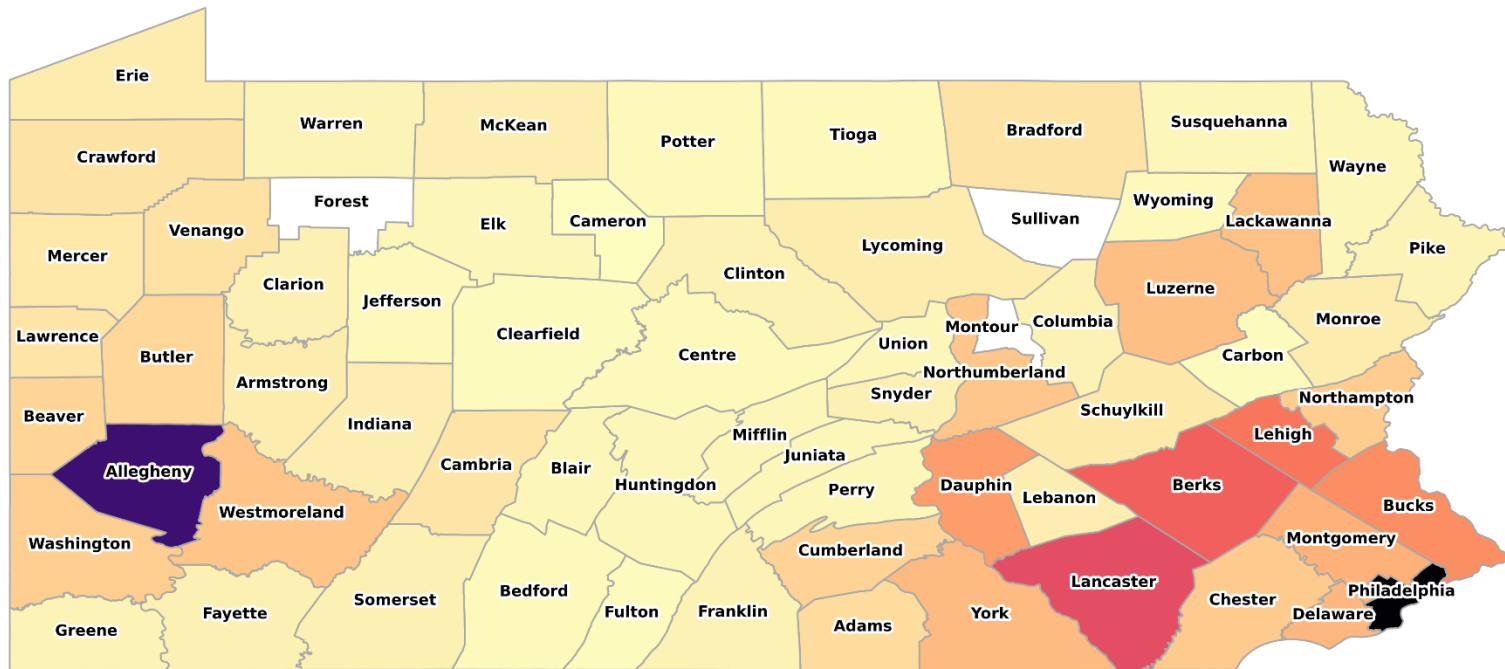 Erie
Warren
McKean
Potter
Tioga
Bradford
Susquehanna
Wayne
Crawford
Forest
Venango
Elk
Cameron
Sullivan
Wyoming
Lackawanna
Pike
Mercer
Clarion
Jefferson
Clinton
Lycoming
Luzerne
Lawrence
Butler
Armstrong
Clearfield
Centre
Union
Montour
Columbia
Monroe
Carbon
Beaver
Indiana
Snyder
Northumberland
Schuylkill
Northampton
Allegheny
Cambria
Blair
Mifflin
Juniata
Huntingdon
Perry
Dauphin
Lebanon
Berks
Lehigh
Bucks
Washington
Westmoreland
Cumberland
Montgomery
Greene
Fayette
Somerset
Bedford
Fulton
Franklin
Adams
York
Lancaster
Chester
Delaware
Philadelphia